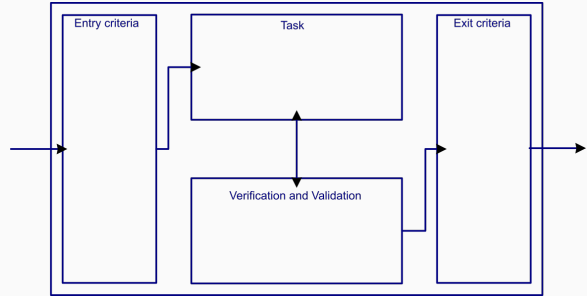 Entry criteria
Task
Exit criteria
Verification and Validation